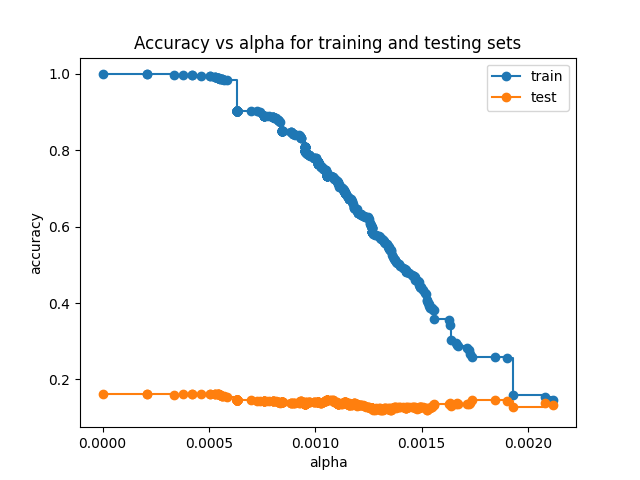 Accuracy vs alpha for training and testing sets
train
test
1.0
0.8
0.6
0.4
0.2
accuracy
0.0000
0.0005
0.0010
0.0015
0.0020
alpha